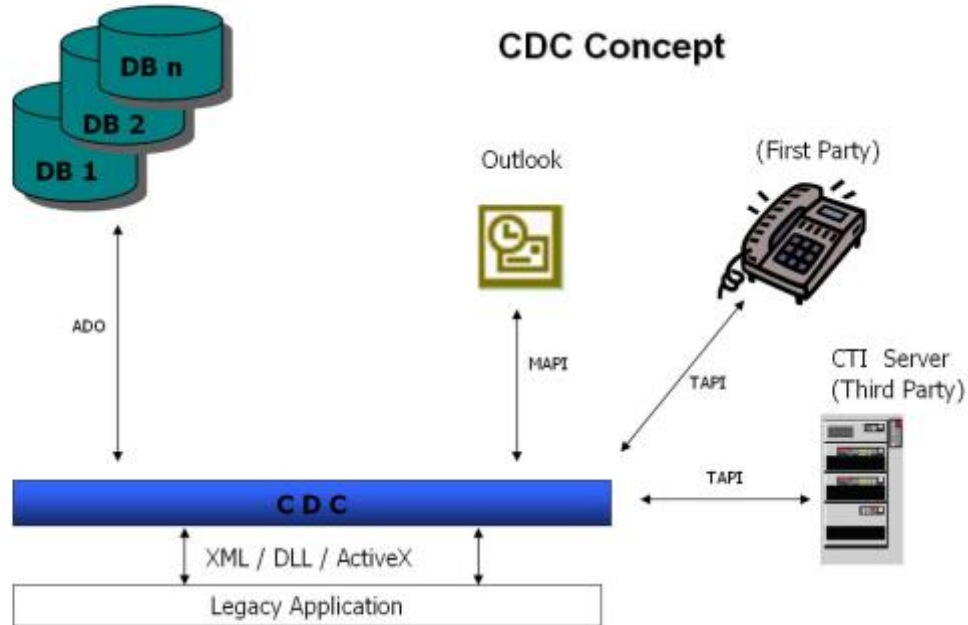 CDC Concept
DB n
DB 2
DB 1
Outlook
(First Party)
ADO
MAPI
TAPI
CTI Server
(Third Party)
TAPI
C D C
XML / DLL / ActiveX
Legacy Application